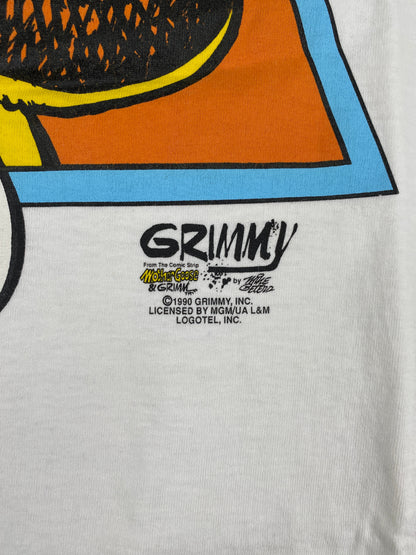 GRIMMY
From The Comic Strip
Mother Goose
& GRIMM
by MIKE PETERS
©1990 GRIMMY, INC.
LICENSED BY MGM/UA L&M
LOGOTEL, INC.